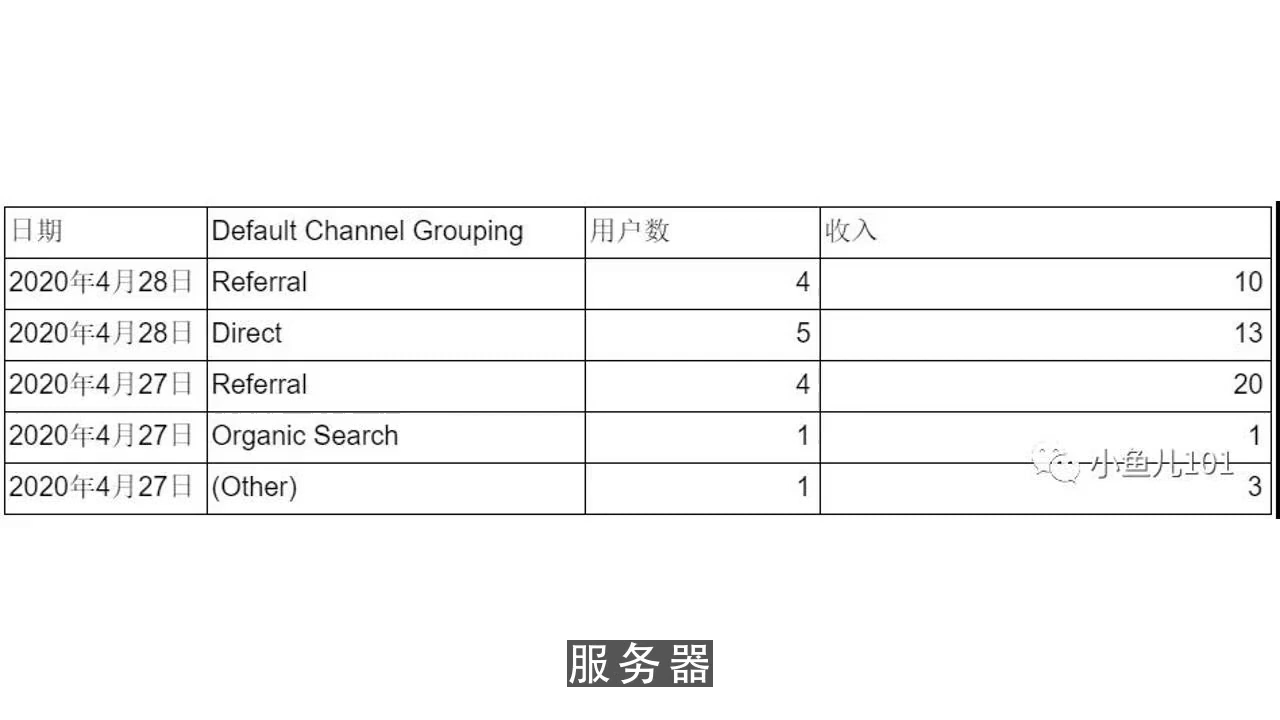 日期 Default Channel Grouping 用户数 收入
2020年4月28日 Referral 4 10
2020年4月28日 Direct 5 13
2020年4月27日 Referral 4 20
2020年4月27日 Organic Search 1 1
小鱼儿101
2020年4月27日 (Other) 1 3
服务器